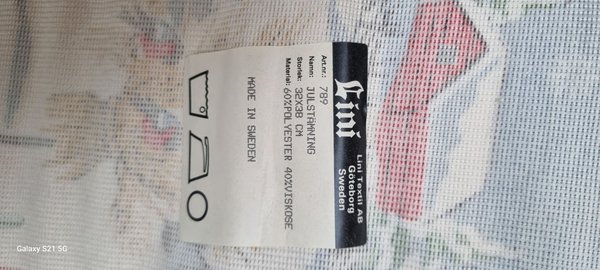 Lini
Lini Textil AB
Göteborg
Sweden
Art.nr.: 789
Namn: JULSTÄMNING
Storlek: 32X38 CM
Material: 60%POLYESTER 40%VISKOSE
MADE IN SWEDEN
Galaxy S21 5G